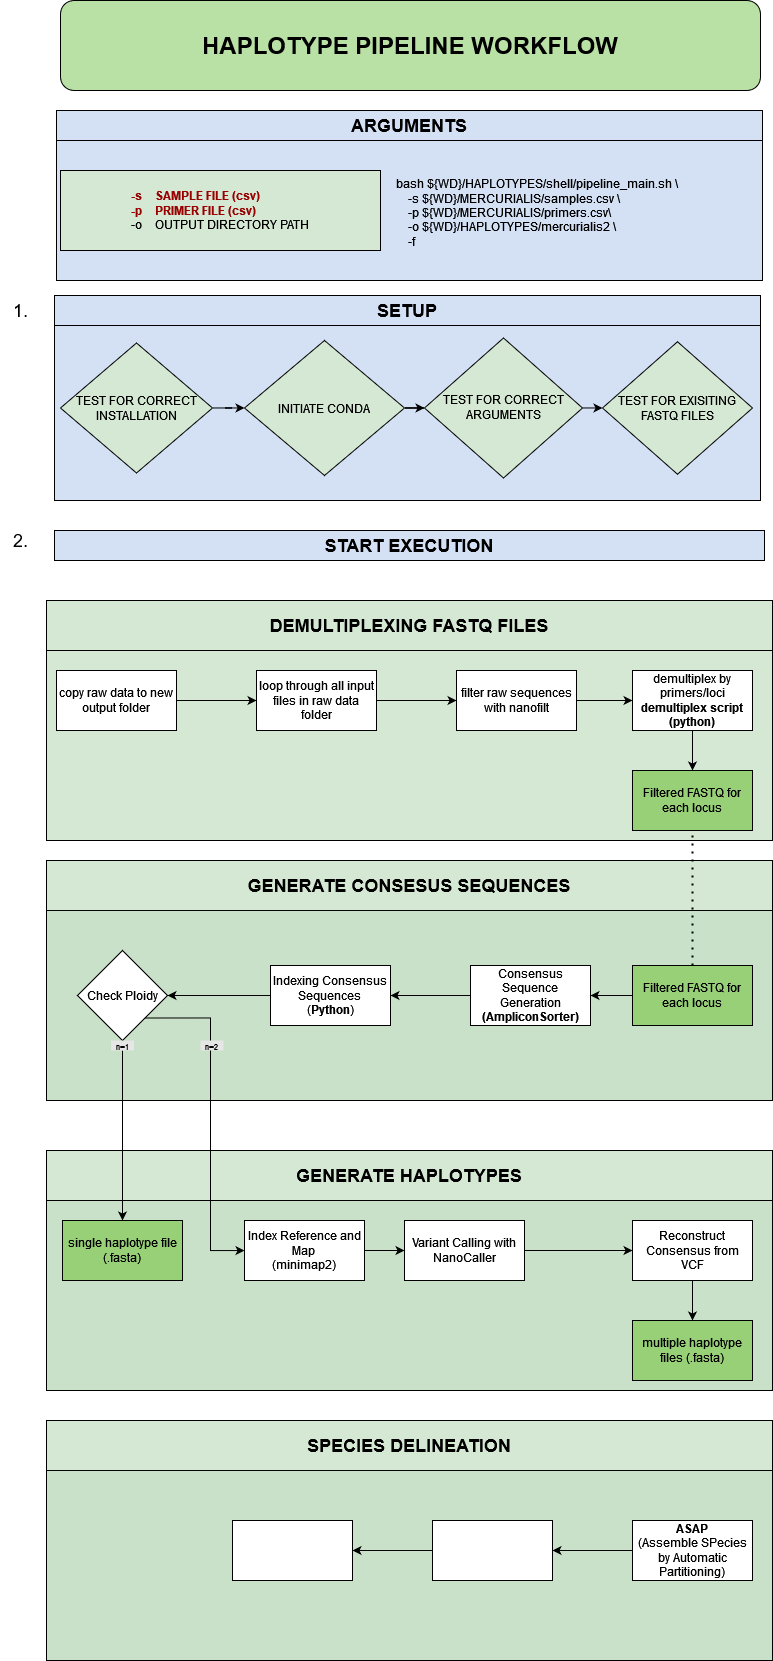 HAPLOTYPE PIPELINE WORKFLOW
ARGUMENTS
-s SAMPLE FILE (csv)
-p PRIMER FILE (csv)
-o OUTPUT DIRECTORY PATH
bash ${WD}/HAPLOTYPES/shell/pipeline_main.sh \
-s ${WD}/MERCURIALIS/samples.csv \
-p ${WD}/MERCURIALIS/primers.csv\
-o ${WD}/HAPLOTYPES/mercurialis2 \
-f
1.
SETUP
TEST FOR CORRECT
INSTALLATION
INITIATE CONDA
TEST FOR CORRECT
ARGUMENTS
TEST FOR EXISITING
FASTQ FILES
2.
START EXECUTION
DEMULTIPLEXING FASTQ FILES
copy raw data to new
output folder
loop through all input
files in raw data
folder
filter raw sequences
with nanofilt
demultiplex by
primers/loci
demultiplex script
(python)
Filtered FASTQ for
each locus
GENERATE CONSESUS SEQUENCES
Check Ploidy
Indexing Consensus
Sequences
(Python)
Consensus
Sequence
Generation
(AmpliconSorter)
Filtered FASTQ for
each locus
n=1
n=2
GENERATE HAPLOTYPES
single haplotype file
(.fasta)
Index Reference and
Map
(minimap2)
Variant Calling with
NanoCaller
Reconstruct
Consensus from
VCF
multiple haplotype
files (.fasta)
SPECIES DELINEATION
ASAP
(Assemble SPecies
by Automatic
Partitioning)